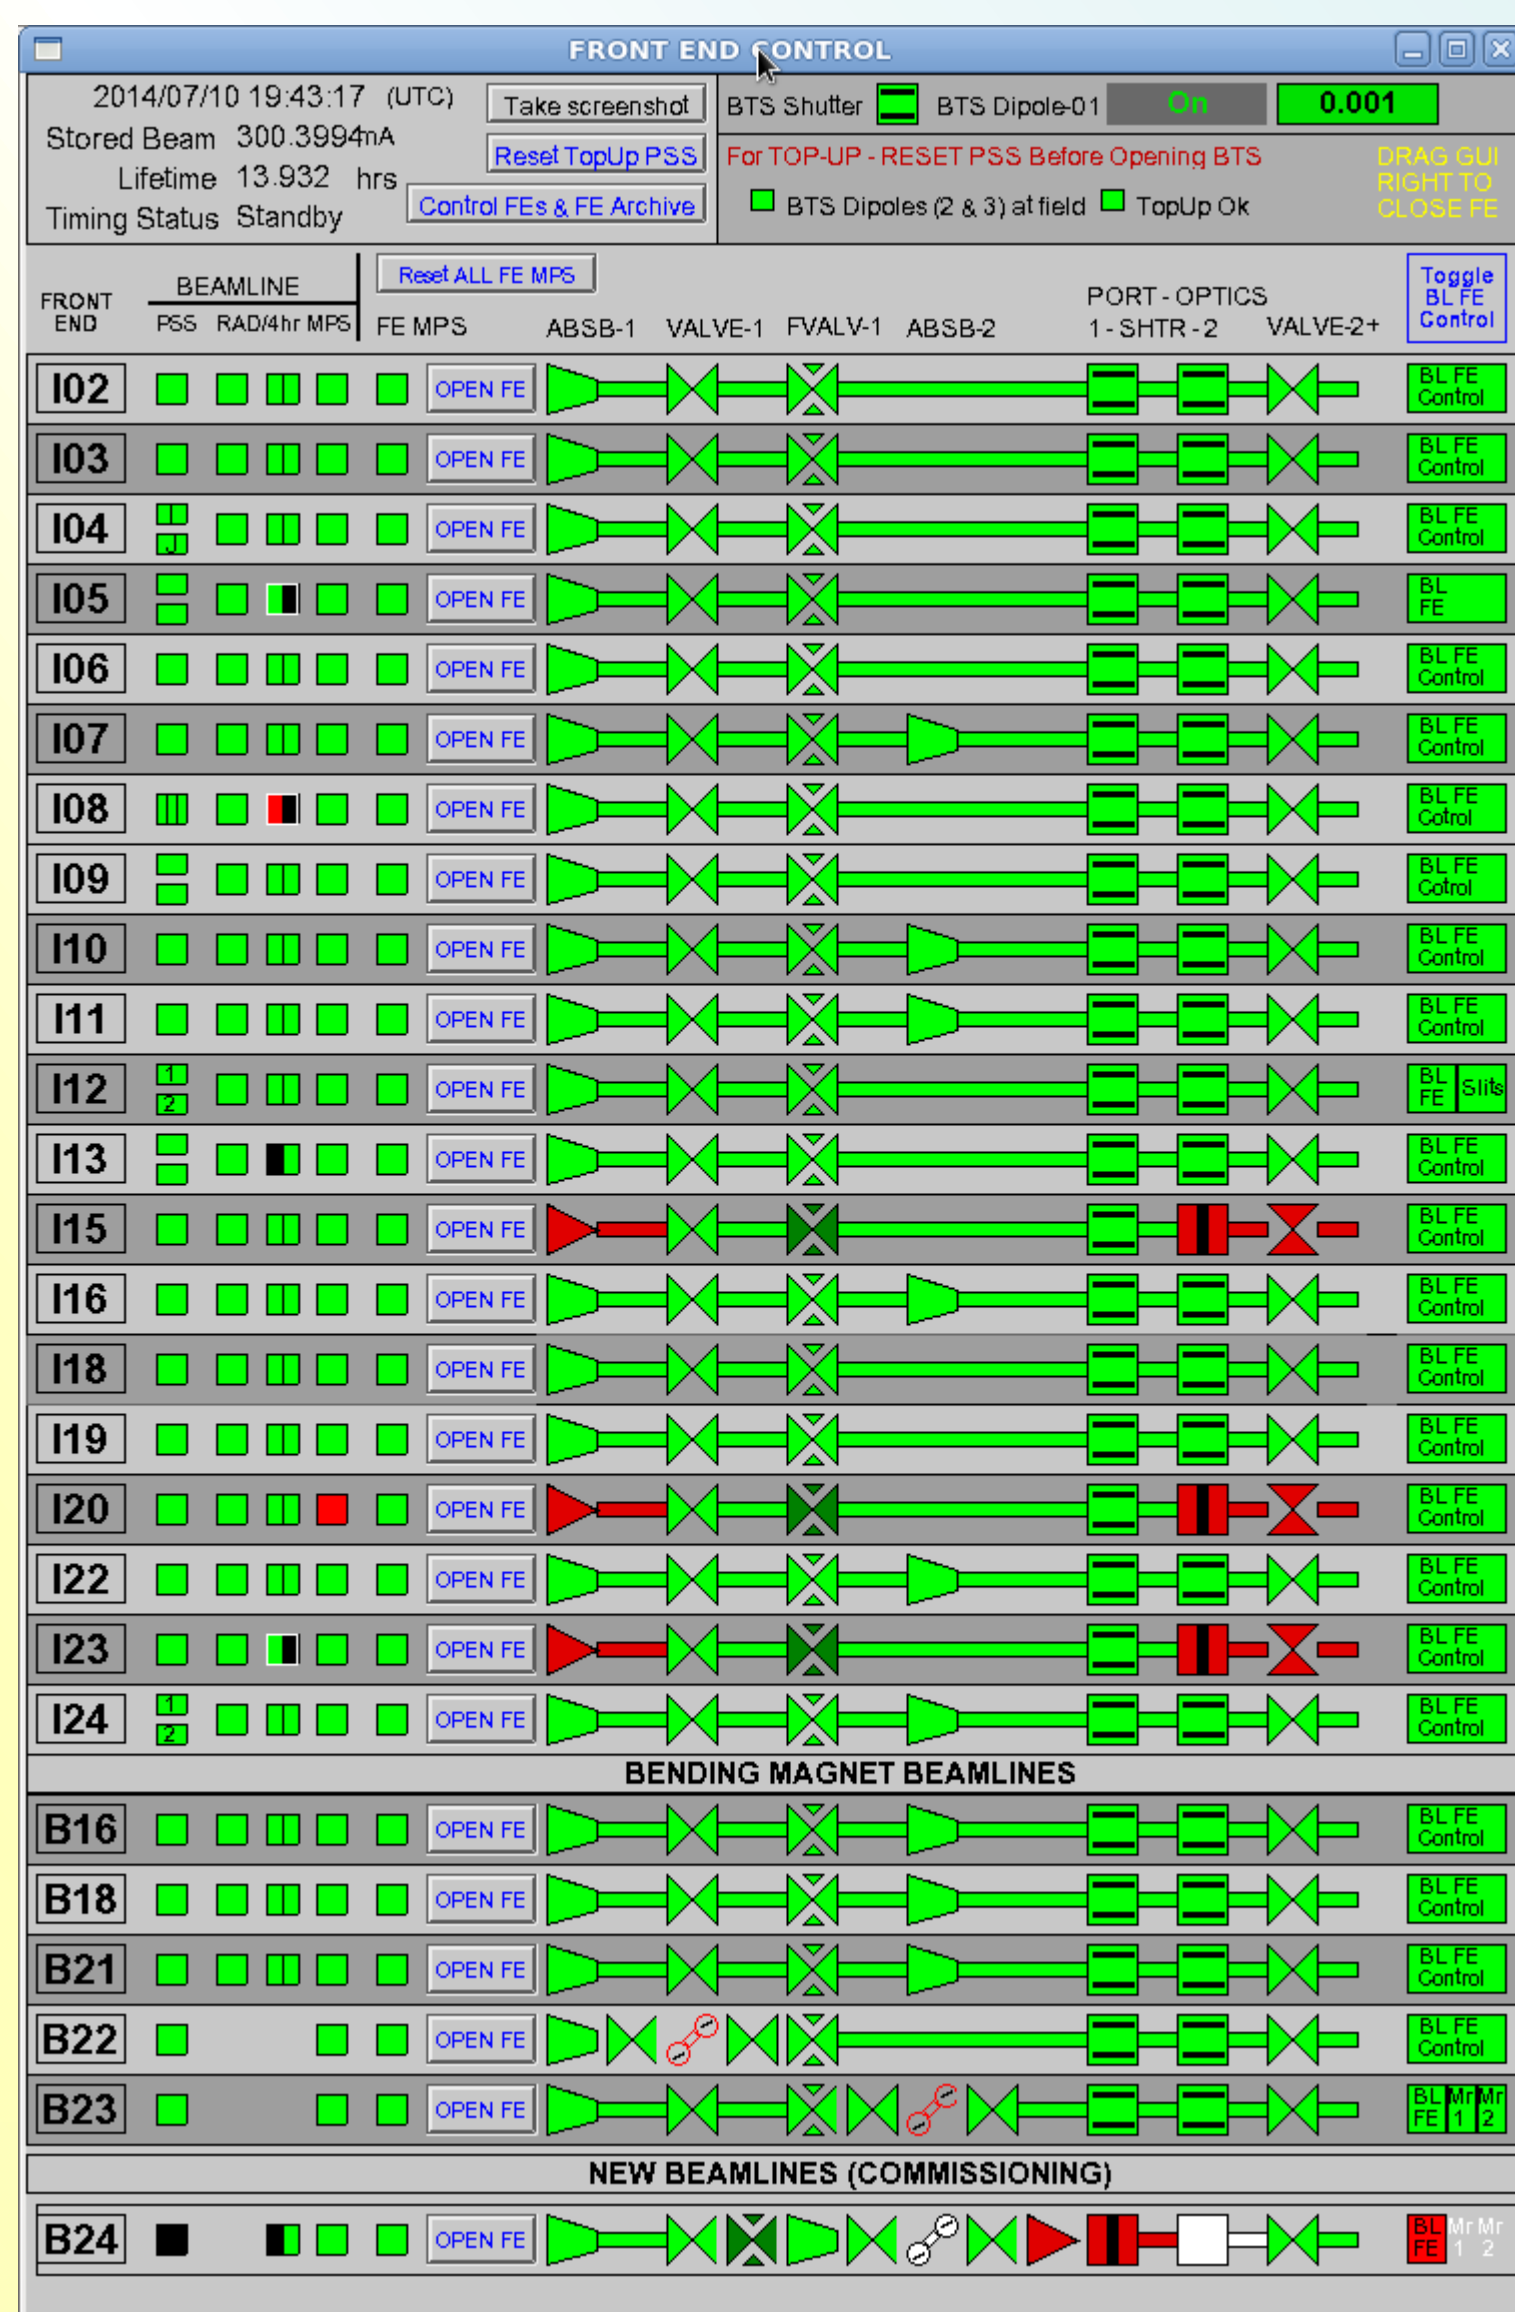 FRONT END CONTROL
2014/07/10 19:43:17 (UTC)
Take screenshot
BTS Shutter
BTS Dipole-01
On
0.001
Stored Beam 300.3994mA
Reset TopUp PSS
For TOP-UP - RESET PSS Before Opening BTS
DRAG GUI
RIGHT TO
CLOSE FE
Lifetime 13.932 hrs
Control FEs & FE Archive
BTS Dipoles (2 & 3) at field
TopUp Ok
Timing Status Standby
Reset ALL FE MPS
Toggle
BL FE
Control
FRONT
END
BEAMLINE
PSS RAD/4hr MPS
FE MPS
ABSB-1 VALVE-1 FVALV-1 ABSB-2
PORT - OPTICS
1 - SHTR - 2
VALVE-2+
I02 OPEN FE BL FE
Control
I03 OPEN FE BL FE
Control
I04 I J OPEN FE BL FE
Control
I05 OPEN FE BL
FE
I06 OPEN FE BL FE
Control
I07 OPEN FE BL FE
Control
I08 OPEN FE BL FE
Cotrol
I09 OPEN FE BL FE
Cotrol
I10 OPEN FE BL FE
Control
I11 OPEN FE BL FE
Control
I12 1 2 OPEN FE BL
FE Slits
I13 OPEN FE BL FE
Control
I15 OPEN FE BL FE
Control
I16 OPEN FE BL FE
Control
I18 OPEN FE BL FE
Control
I19 OPEN FE BL FE
Control
I20 OPEN FE BL FE
Control
I22 OPEN FE BL FE
Control
I23 OPEN FE BL FE
Control
I24 1 2 OPEN FE BL FE
Control
BENDING MAGNET BEAMLINES
B16 OPEN FE BL FE
Control
B18 OPEN FE BL FE
Control
B21 OPEN FE BL FE
Control
B22 OPEN FE BL FE
Control
B23 OPEN FE BL Mr Mr
FE 1 2
NEW BEAMLINES (COMMISSIONING)
B24 OPEN FE BL Mr Mr
FE 1 2